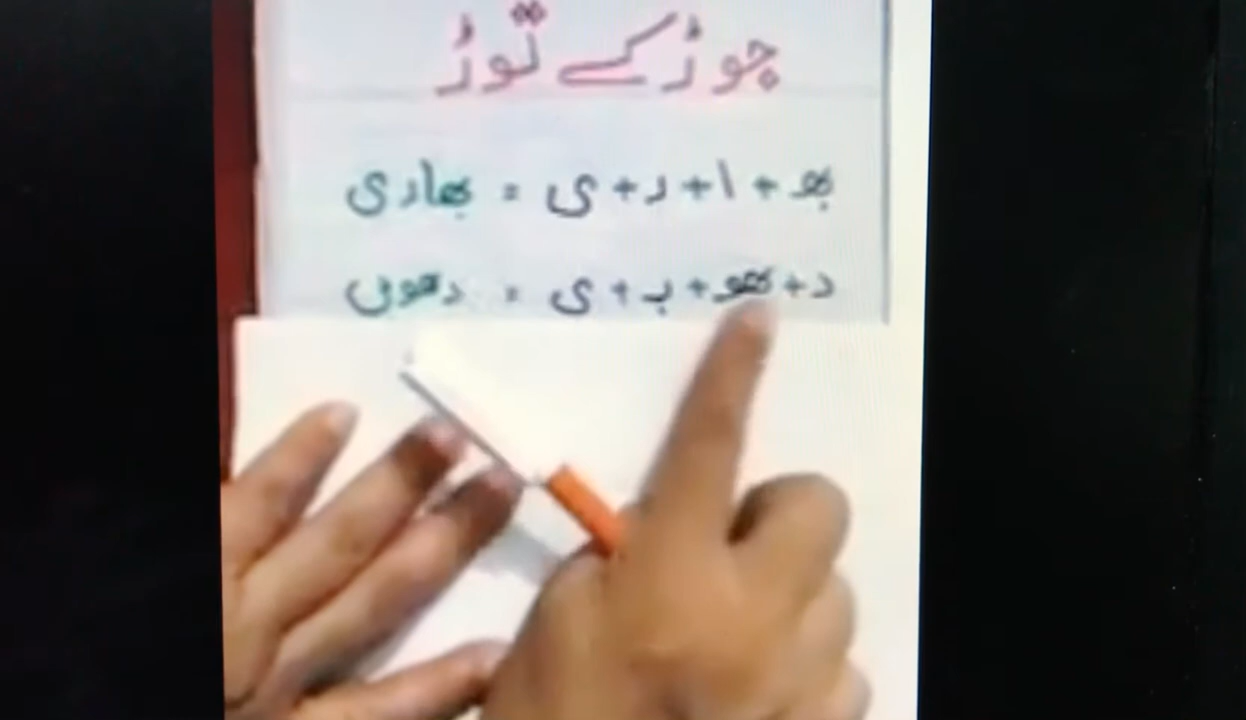 جوڑ کے توڑ
بھ + ا + ر + ی = بھاری
د + ھو + ب + ی = دھوبی